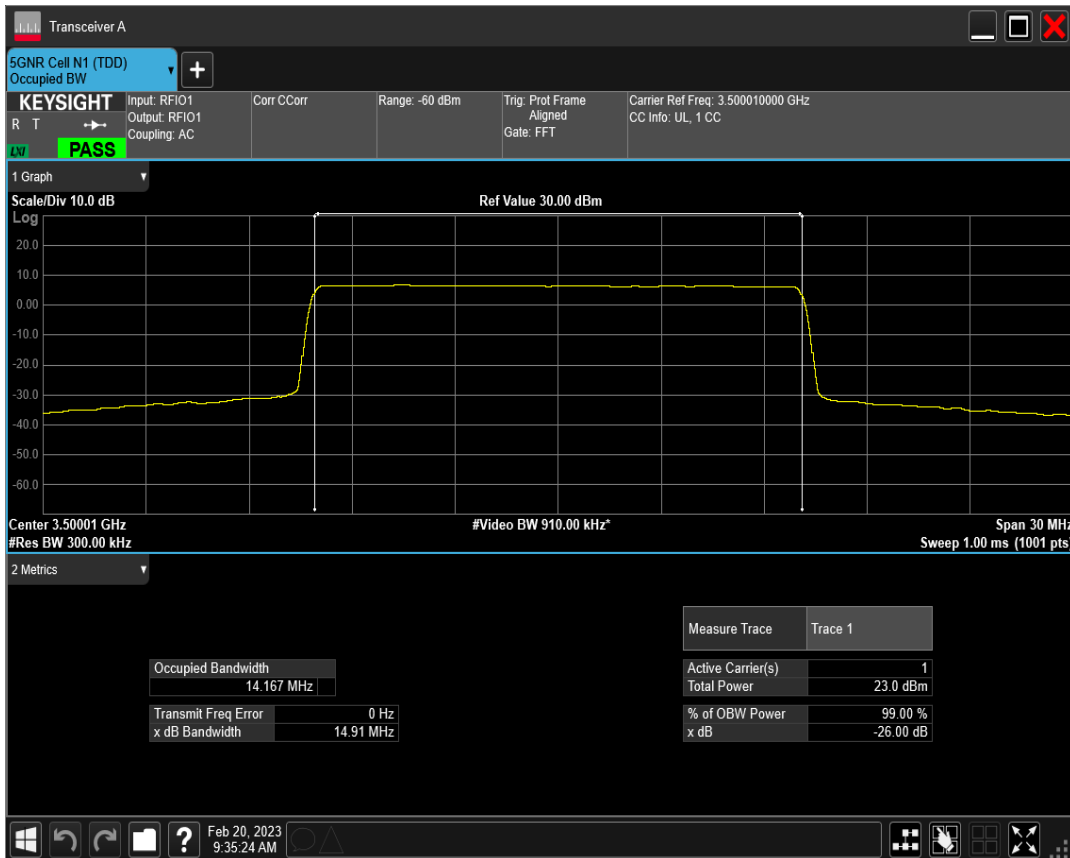 Transceiver A
5GNR Cell N1 (TDD)
Occupied BW
+
KEYSIGHT
R T
LXI
PASS
Input: RFIO1
Output: RFIO1
Coupling: AC
Corr CCorr
Range: -60 dBm
Trig: Prot Frame
Aligned
Gate: FFT
Carrier Ref Freq: 3.500010000 GHz
CC Info: UL, 1 CC
1 Graph
Scale/Div 10.0 dB
Ref Value 30.00 dBm
Log
20.0
10.0
0.00
-10.0
-20.0
-30.0
-40.0
-50.0
-60.0
Center 3.50001 GHz
#Video BW 910.00 kHz*
Span 30 MHz
#Res BW 300.00 kHz
Sweep 1.00 ms (1001 pts)
2 Metrics
Measure Trace
Trace 1
Occupied Bandwidth
14.167 MHz
Transmit Freq Error
0 Hz
x dB Bandwidth
14.91 MHz
Active Carrier(s)
1
Total Power
23.0 dBm
% of OBW Power
99.00 %
x dB
-26.00 dB
?
Feb 20, 2023
9:35:24 AM